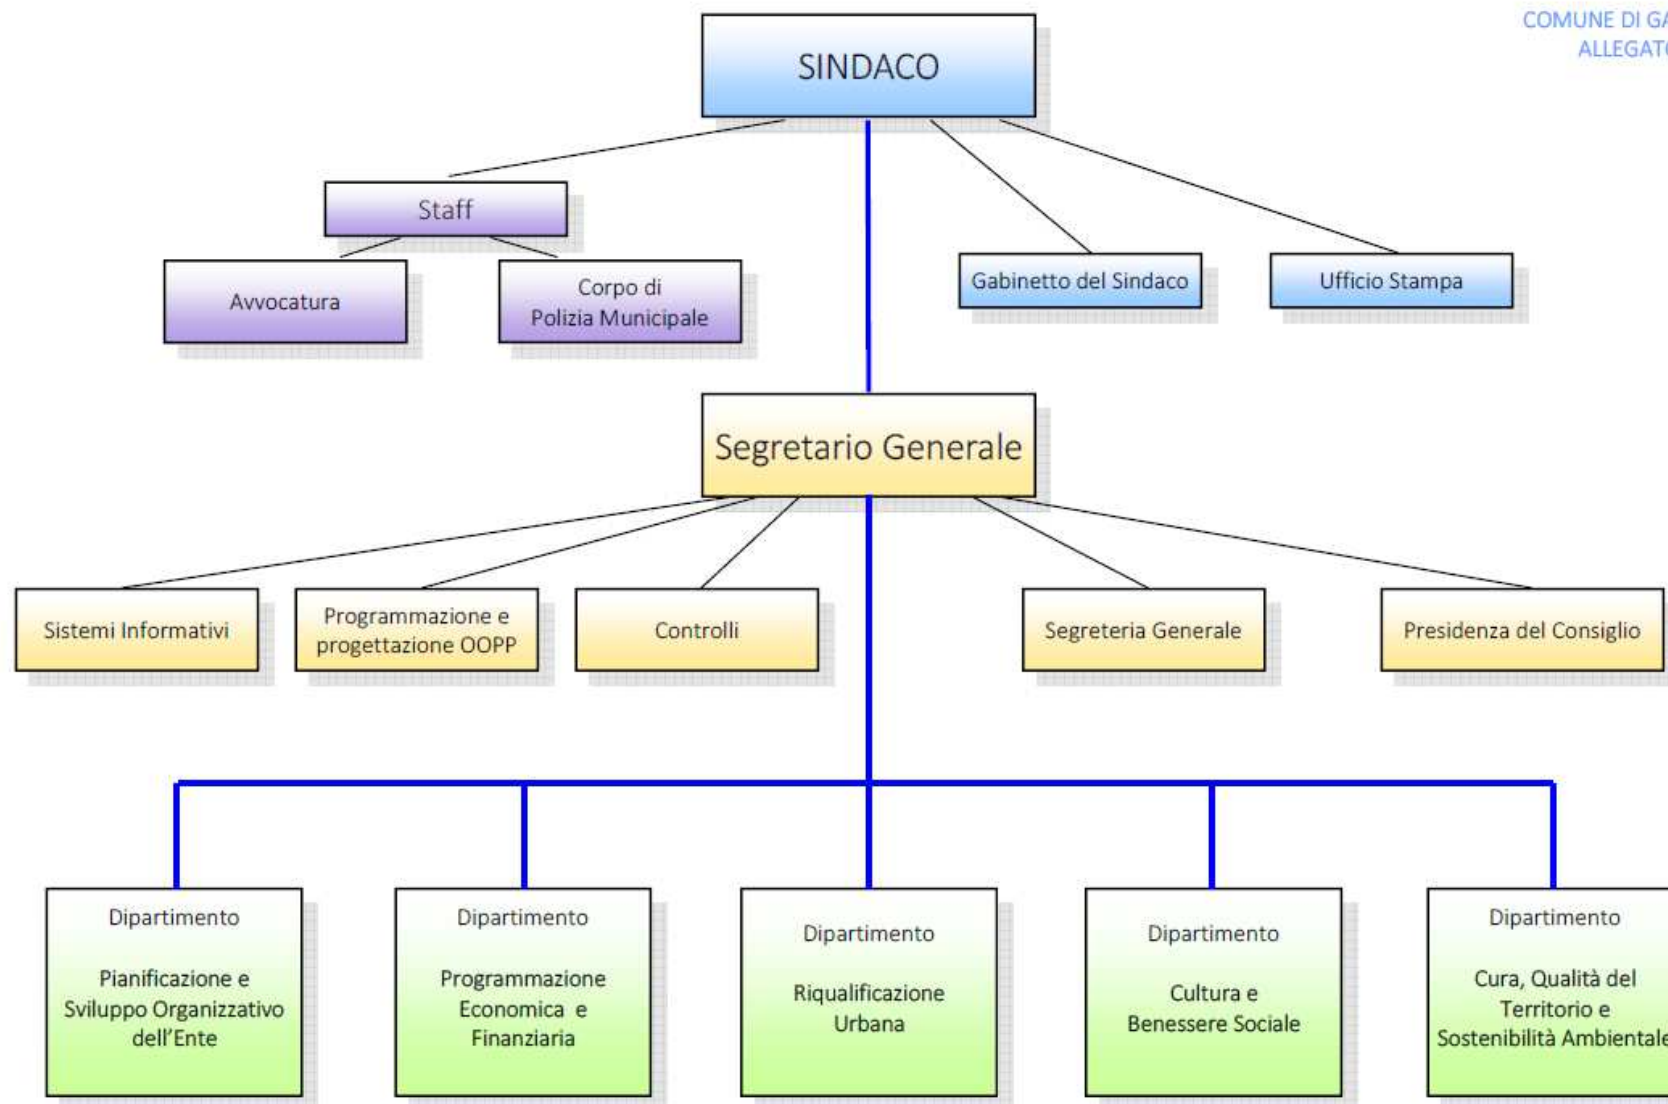 COMUNE DI GA
ALLEGATO
SINDACO
Staff
Avvocatura
Corpo di
Polizia Municipale
Gabinetto del Sindaco
Ufficio Stampa
Segretario Generale
Sistemi Informativi
Programmazione e
progettazione OOPP
Controlli
Segreteria Generale
Presidenza del Consiglio
Dipartimento
Pianificazione e
Sviluppo Organizzativo
dell'Ente
Dipartimento
Programmazione
Economica e
Finanziaria
Dipartimento
Riqualificazione
Urbana
Dipartimento
Cultura e
Benessere Sociale
Dipartimento
Cura, Qualità del
Territorio e
Sostenibilità Ambientale